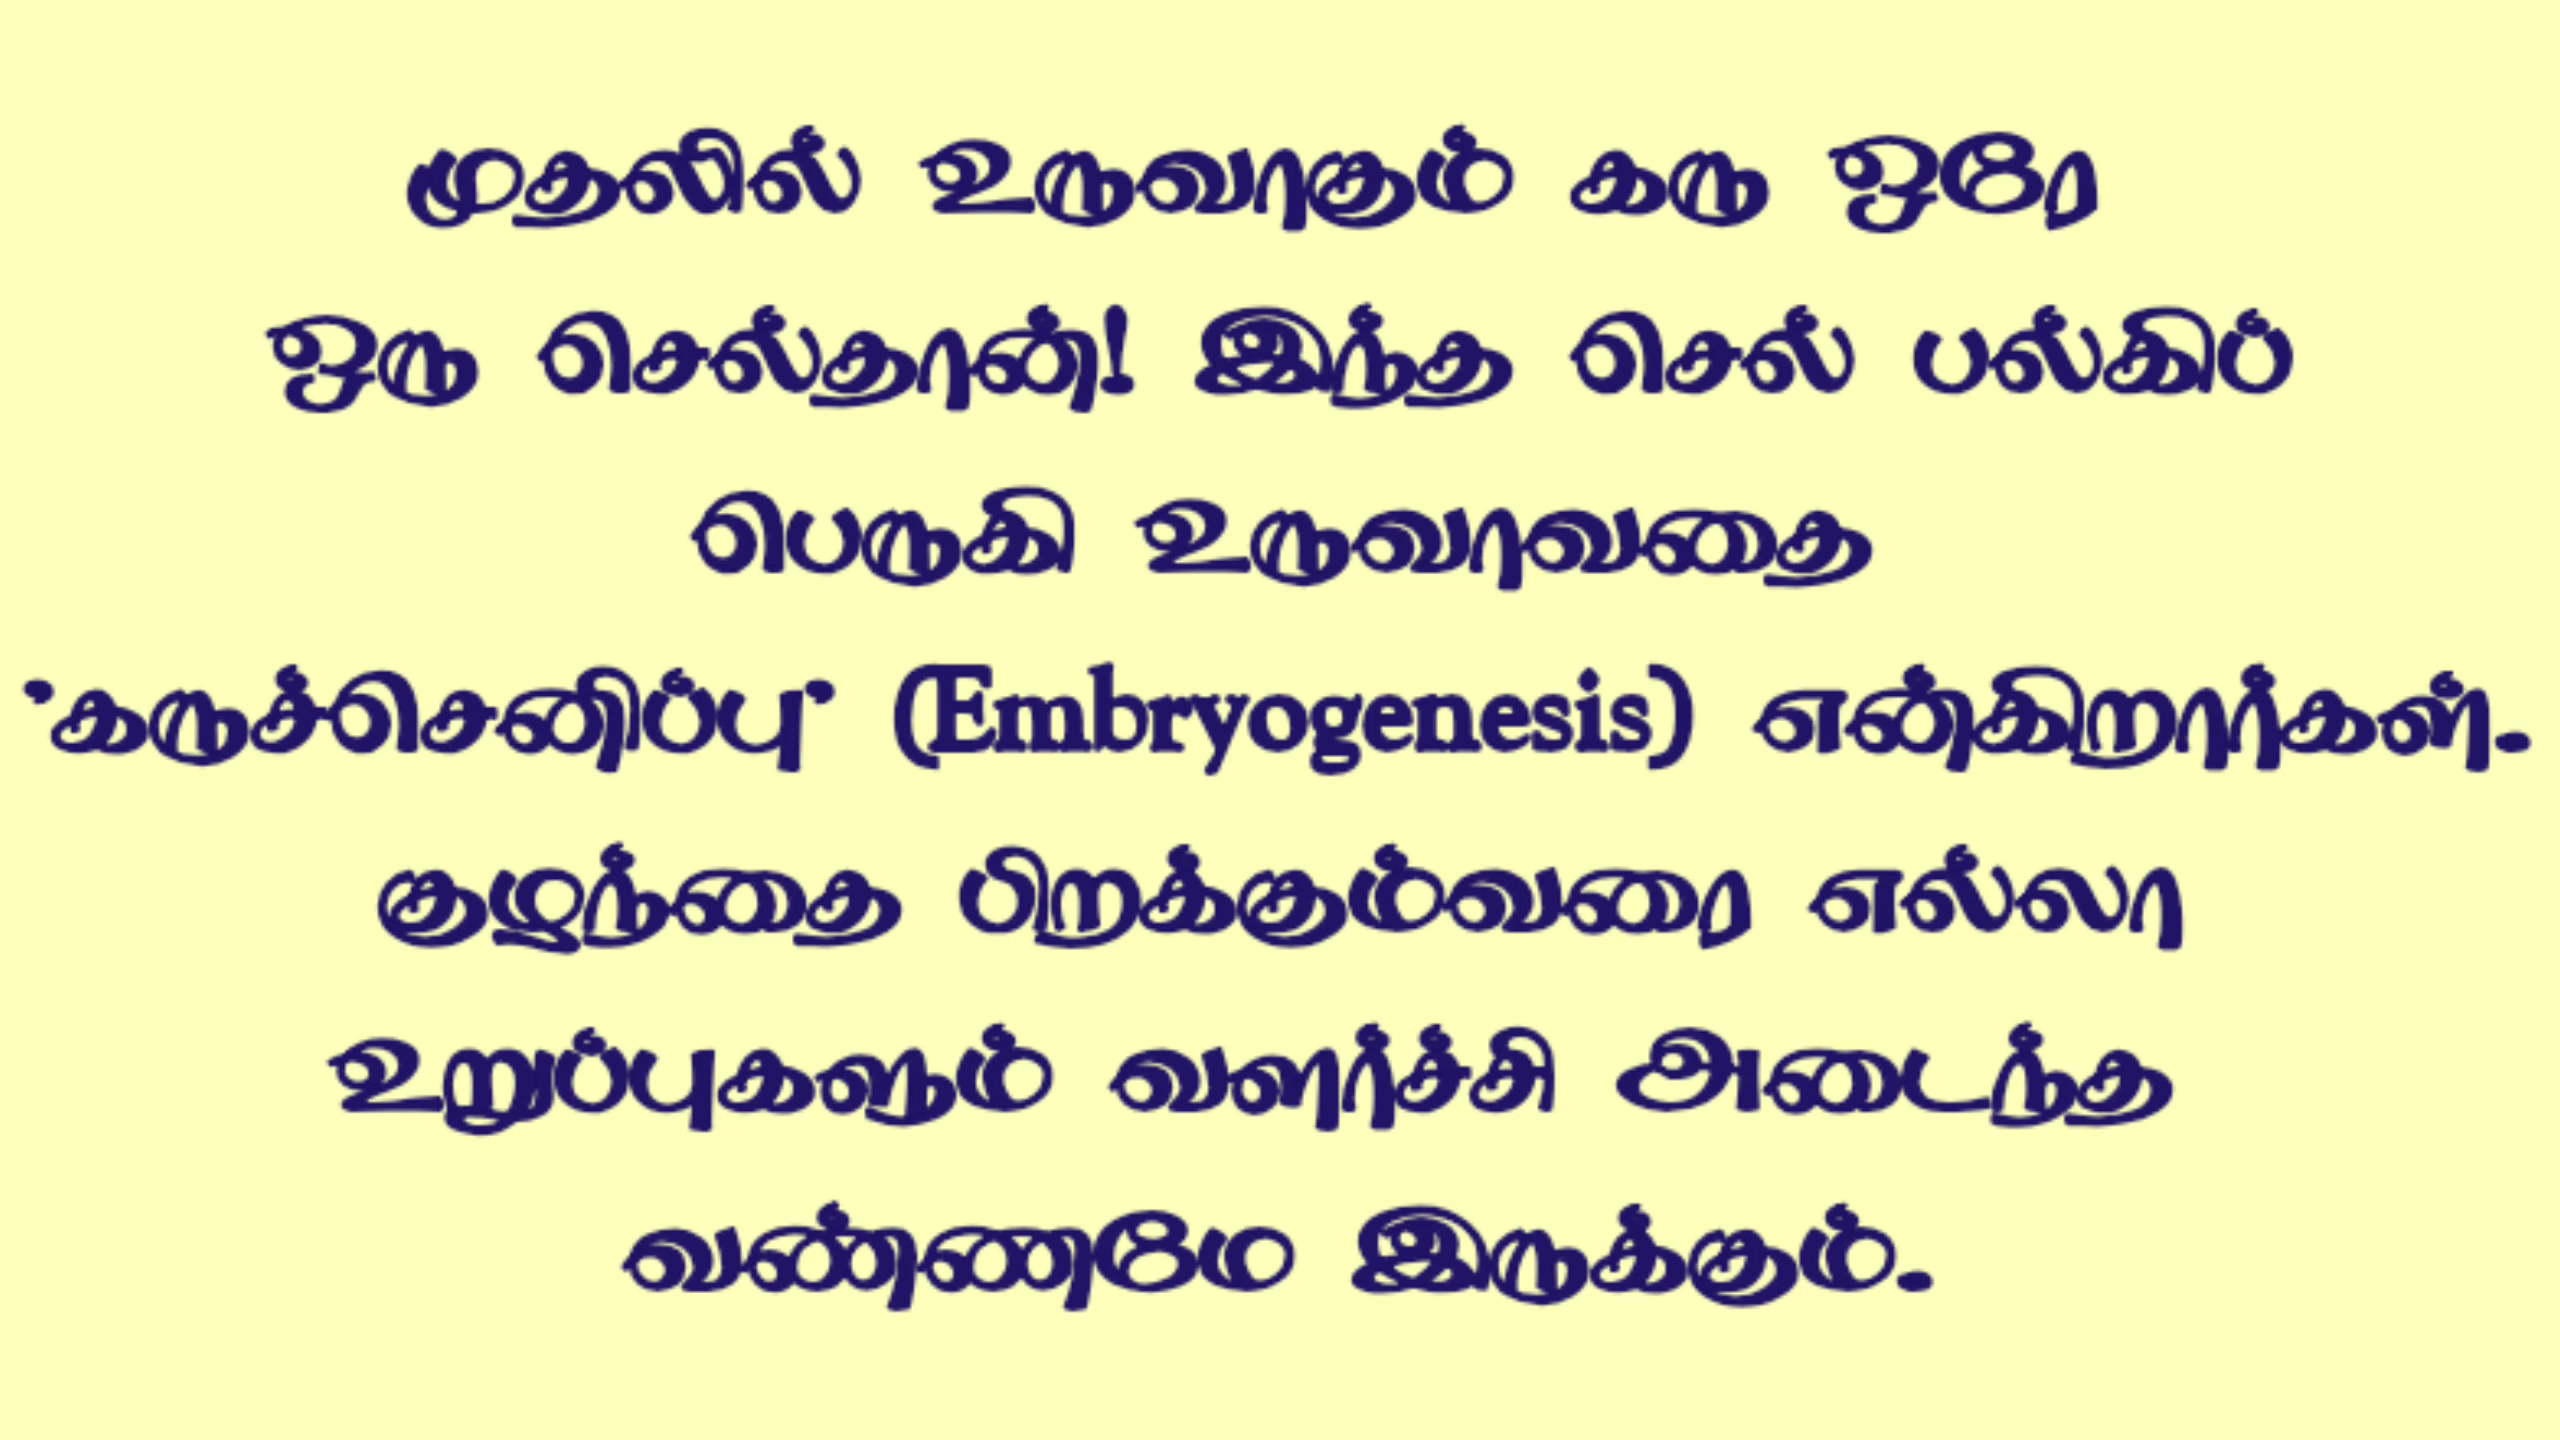 முதலில் உருவாகும் கரு ஒரே
ஒரு செல்தான்! இந்த செல் பல்கிப்
பெருகி உருவாவதை
'கருச்செனிப்பு' (Embryogenesis) என்கிறார்கள்.
குழந்தை பிறக்கும்வரை எல்லா
உறுப்புகளும் வளர்ச்சி அடைந்த
வண்ணமே இருக்கும்.